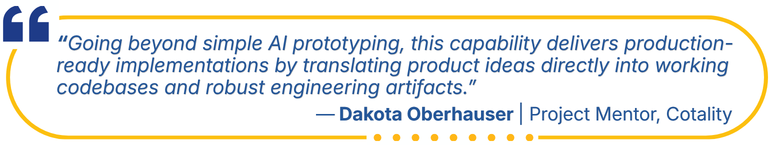 “Going beyond simple AI prototyping, this capability delivers production-
ready implementations by translating product ideas directly into working
codebases and robust engineering artifacts.”
— Dakota Oberhauser | Project Mentor, Cotality